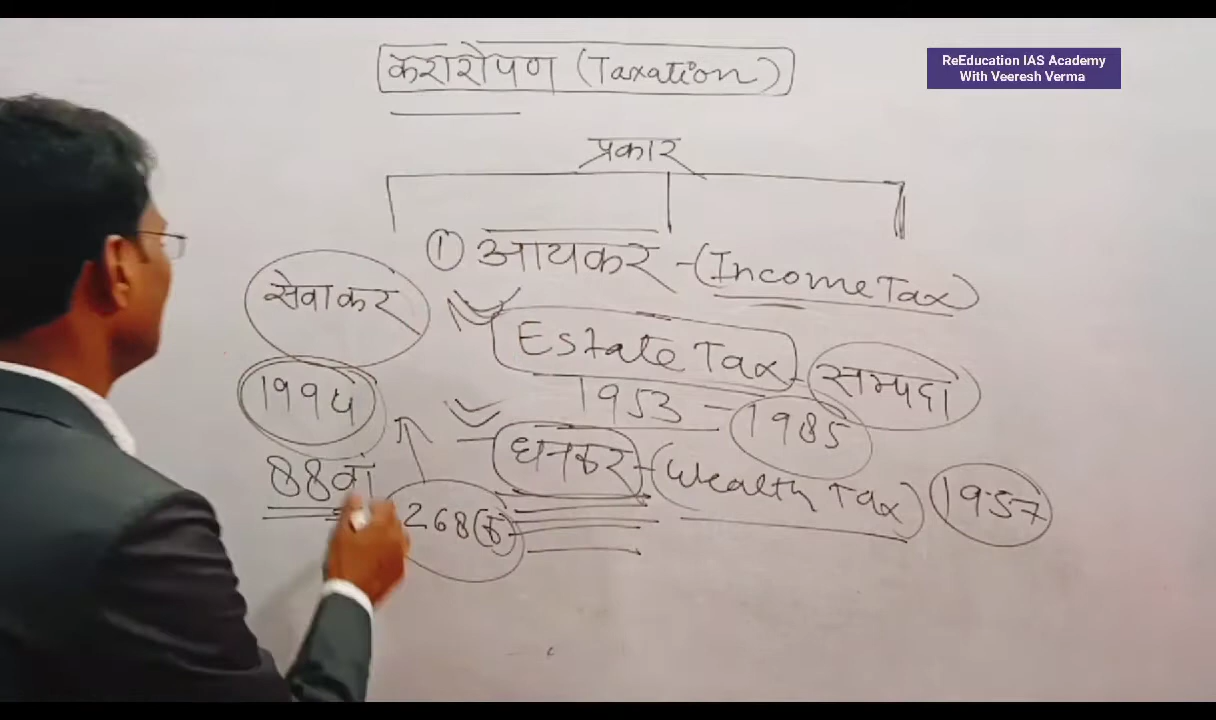 करारोपण (Taxation)
ReEducation IAS Academy
With Veeresh Verma
प्रकार
① आयकर - (Income Tax)
सेवाकर
Estate Tax - सम्पदा
1953 - 1985
१९९४
धनकर - (Wealth Tax) 1957
88वां
268(क)